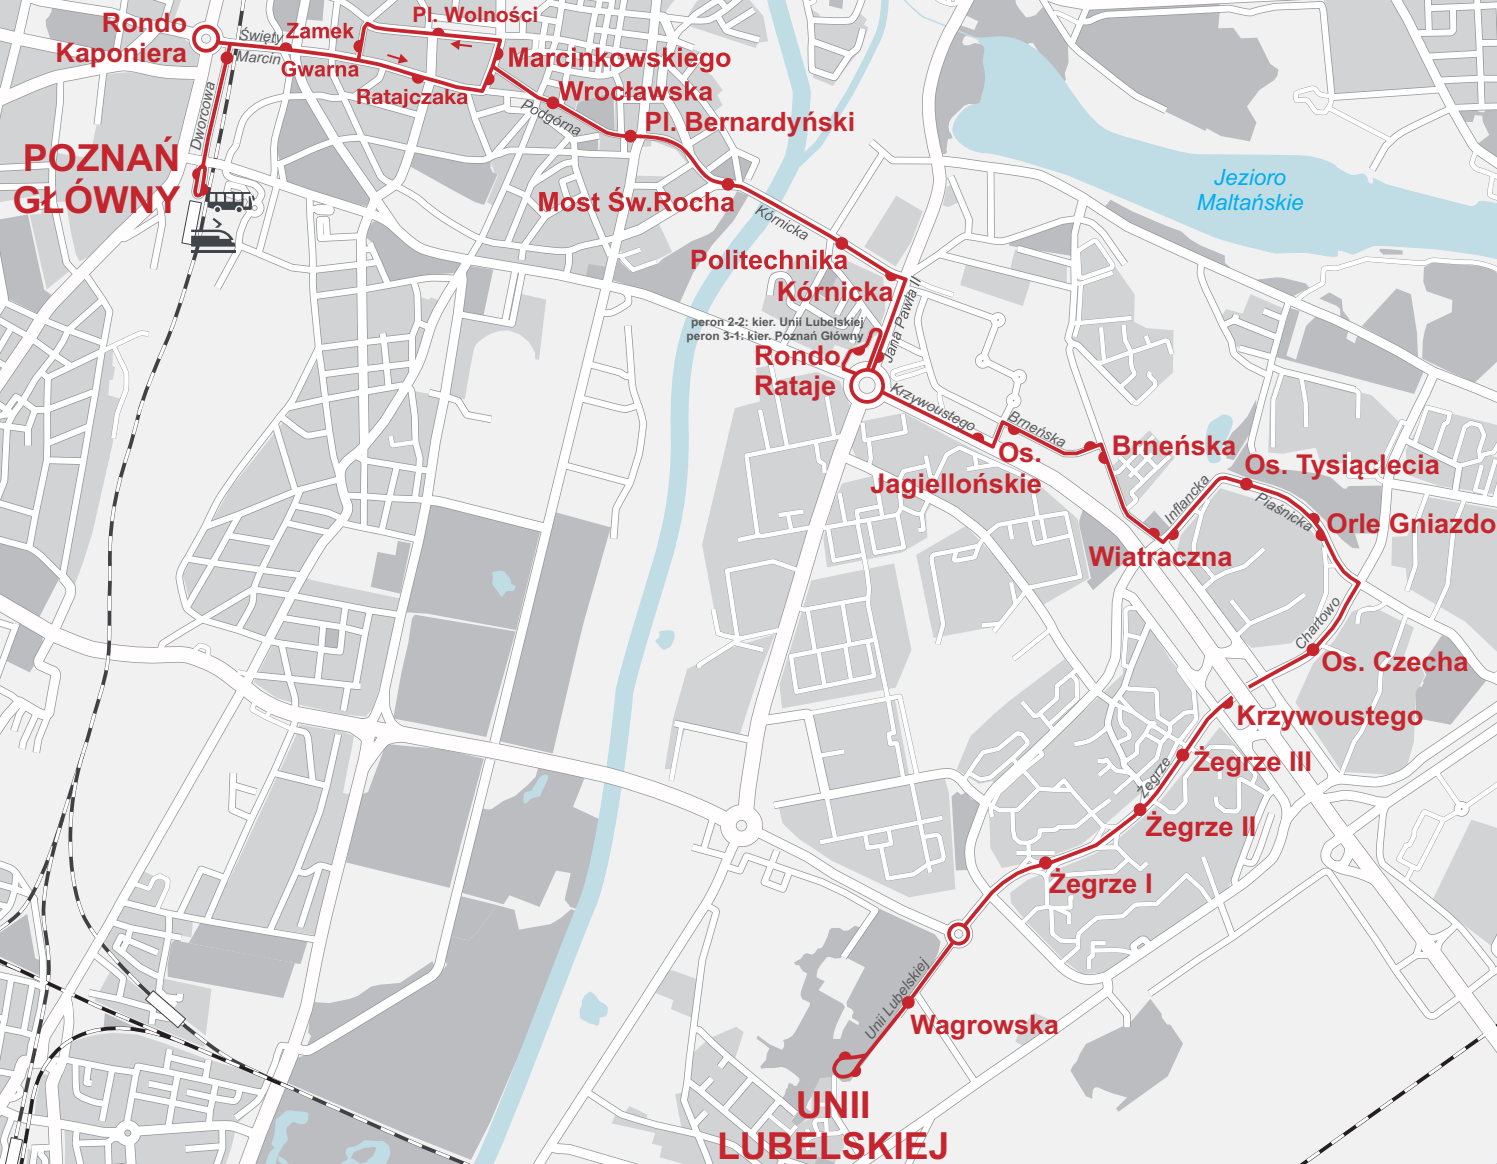 Rondo
Kaponiera
Święty
Marcin
Zamek
Gwarna
Pl. Wolności
Ratajczaka
Marcinkowskiego
Wrocławska
Podgórna
Pl. Bernardyński
Dworcowa
POZNAŃ
GŁÓWNY
Most Św.Rocha
Kórnicka
Jezioro
Maltańskie
Politechnika
Kórnicka
Jana Pawła II
peron 2-2: kier. Unii Lubelskiej
peron 3-1: kier. Poznań Główny
Rondo
Rataje
Krzywoustego
Brneńska
Os.
Jagiellońskie
Brneńska
Os. Tysiąclecia
Inflancka
Piaśnicka
Orle Gniazdo
Wiatraczna
Chartowo
Os. Czecha
Krzywoustego
Żegrze III
Żegrze
Żegrze II
Żegrze I
Unii Lubelskiej
Wagrowska
UNII
LUBELSKIEJ